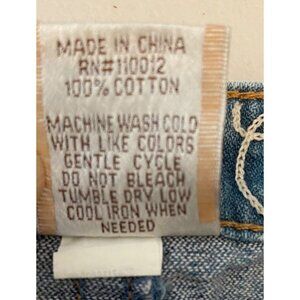 MADE IN CHINA
RN#110012
100% COTTON
MACHINE WASH COLD
WITH LIKE COLORS
GENTLE CYCLE
DO NOT BLEACH
TUMBLE DRY LOW
COOL IRON WHEN
NEEDED